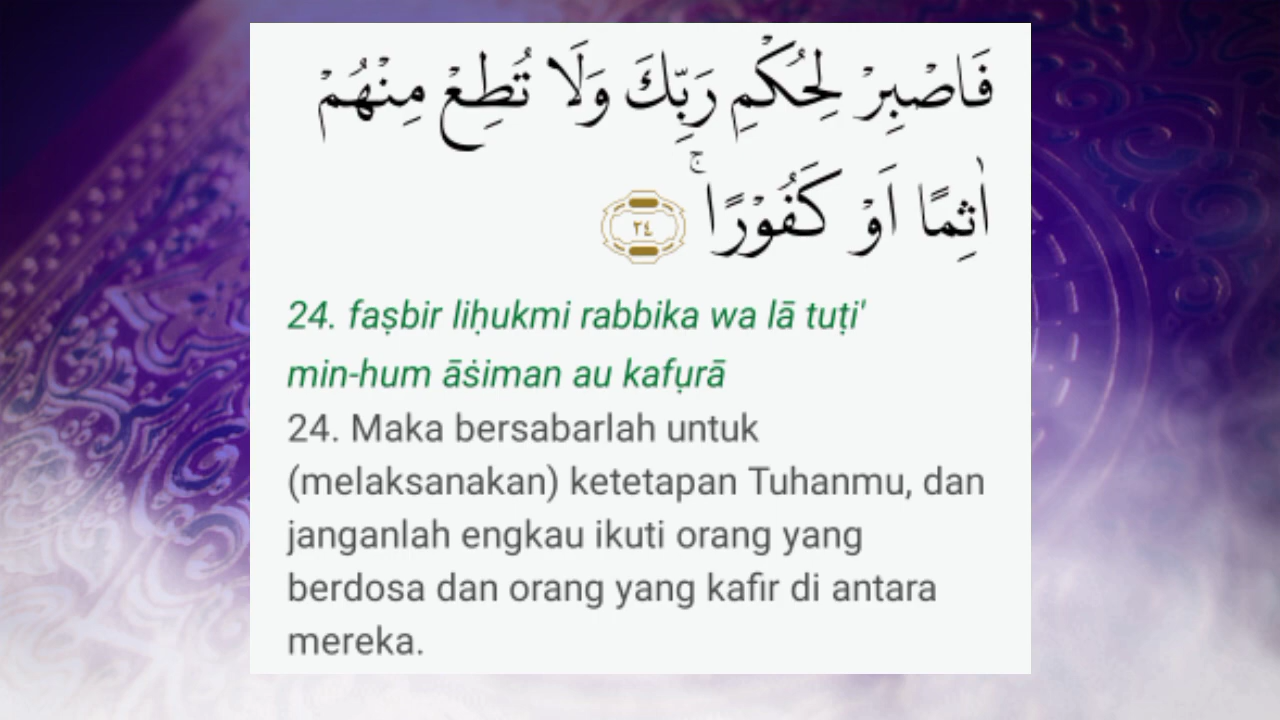 فَاصْبِرْ لِحُكْمِ رَبِّكَ وَلَا تُطِعْ مِنْهُمْ
اٰثِمًا اَوْ كَفُوْرًاۚ ٢٤
24. faṣbir liḥukmi rabbika wa lā tuṭi'
min-hum āṡiman au kafụrā
24. Maka bersabarlah untuk
(melaksanakan) ketetapan Tuhanmu, dan
janganlah engkau ikuti orang yang
berdosa dan orang yang kafir di antara
mereka.